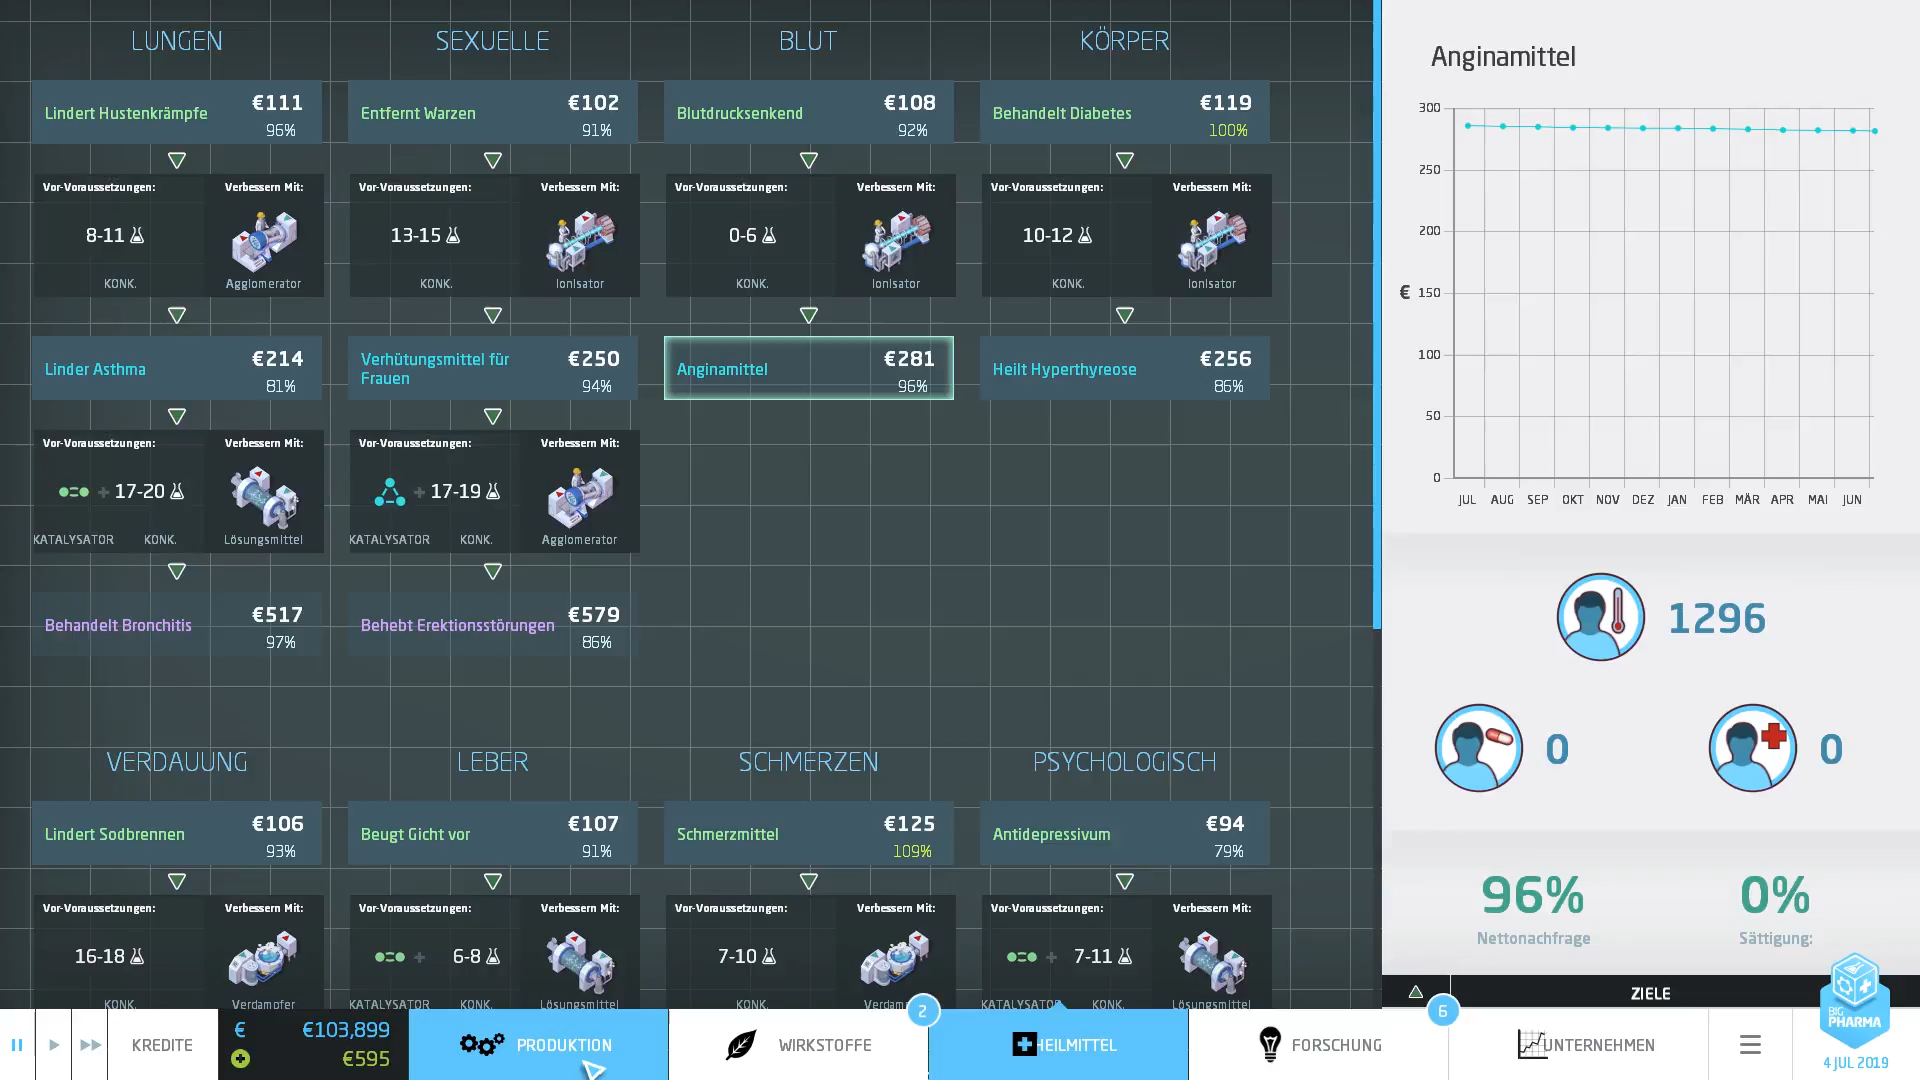 LUNGEN
SEXUELLE
BLUT
KÖRPER
Anginamittel
Lindert Hustenkrämpfe
€111
96%
Entfernt Warzen
€102
91%
Blutdrucksenkend
€108
92%
Behandelt Diabetes
€119
100%
Vor-Voraussetzungen:
Verbessern Mit:
8-11
KONK.
Agglomerator
Vor-Voraussetzungen:
Verbessern Mit:
13-15
KONK.
Ionisator
Vor-Voraussetzungen:
Verbessern Mit:
0-6
KONK.
Ionisator
Vor-Voraussetzungen:
Verbessern Mit:
10-12
KONK.
Ionisator
Linder Asthma
€214
81%
Verhütungsmittel für
Frauen
€250
94%
Anginamittel
€281
96%
Heilt Hyperthyreose
€256
86%
Vor-Voraussetzungen:
Verbessern Mit:
+ 17-20
KATALYSATOR
KONK.
Lösungsmittel
Vor-Voraussetzungen:
Verbessern Mit:
+ 17-19
KATALYSATOR
KONK.
Agglomerator
Behandelt Bronchitis
€517
97%
Behebt Erektionsstörungen
€579
86%
VERDAUUNG
LEBER
SCHMERZEN
PSYCHOLOGISCH
Lindert Sodbrennen
€106
93%
Beugt Gicht vor
€107
91%
Schmerzmittel
€125
109%
Antidepressivum
€94
79%
Vor-Voraussetzungen:
Verbessern Mit:
16-18
KONK.
Verdampfer
Vor-Voraussetzungen:
Verbessern Mit:
+ 6-8
KATALYSATOR
KONK.
Lösungsmittel
Vor-Voraussetzungen:
Verbessern Mit:
7-10
KONK.
Verdam
Vor-Voraussetzungen:
Verbessern Mit:
+ 7-11
KATALYSATOR
KONK.
Lösungsmittel
300
250
200
€ 150
100
50
0
JUL AUG SEP OKT NOV DEZ JAN FEB MÄR APR MAI JUN
1296
0
0
96%
Nettonachfrage
0%
Sättigung:
ZIELE
BIG
PHARMA
4 JUL 2019
KREDITE
€ €103,899
€595
PRODUKTION
WIRKSTOFFE
2
HEILMITTEL
FORSCHUNG
6
UNTERNEHMEN